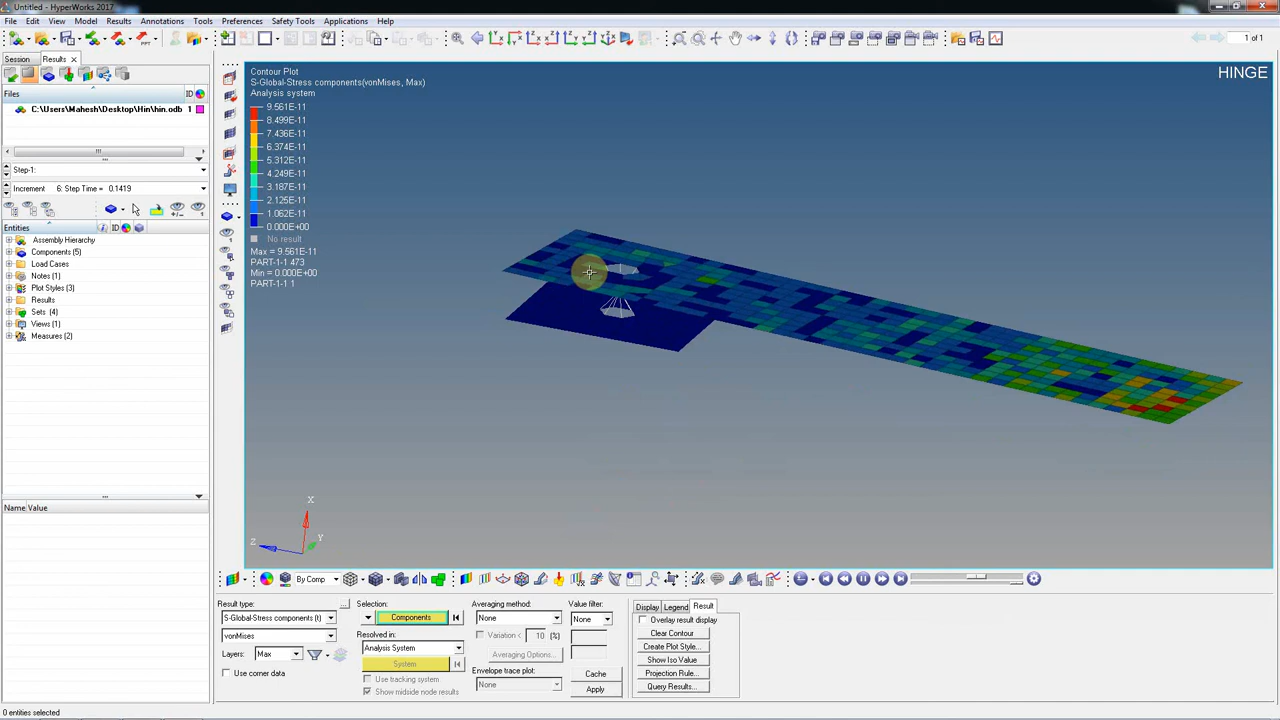 Untitled - HyperWorks 2017
File Edit View Model Results Annotations Tools Preferences Safety Tools Applications Help
1 of 1
Session Results
Files ID
C:\Users\Mahesh\Desktop\Hin\hin.odb 1
Step-1:
Increment 6: Step Time = 0.1419
Entities ID
Assembly Hierarchy
Components (5)
Load Cases
Notes (1)
Plot Styles (3)
Results
Sets (4)
Views (1)
Measures (2)
Name Value
Contour Plot
S-Global-Stress components(vonMises, Max)
Analysis system
9.561E-11
8.499E-11
7.436E-11
6.374E-11
5.312E-11
4.249E-11
3.187E-11
2.125E-11
1.062E-11
0.000E+00
No result
Max = 9.561E-11
PART-1-1 473
Min = 0.000E+00
PART-1-1 1
HINGE
X
Y
Z
By Comp
Result type:
S-Global-Stress components (t)
vonMises
Layers: Max
Use corner data
Selection:
Components
Resolved in:
Analysis System
System
Use tracking system
Show midside node results
Averaging method:
None
Variation < 10 (%)
Averaging Options...
Envelope trace plot:
None
Value filter:
None
Cache
Apply
Display Legend Result
Overlay result display
Clear Contour
Create Plot Style...
Show Iso Value
Projection Rule...
Query Results...
0 entities selected